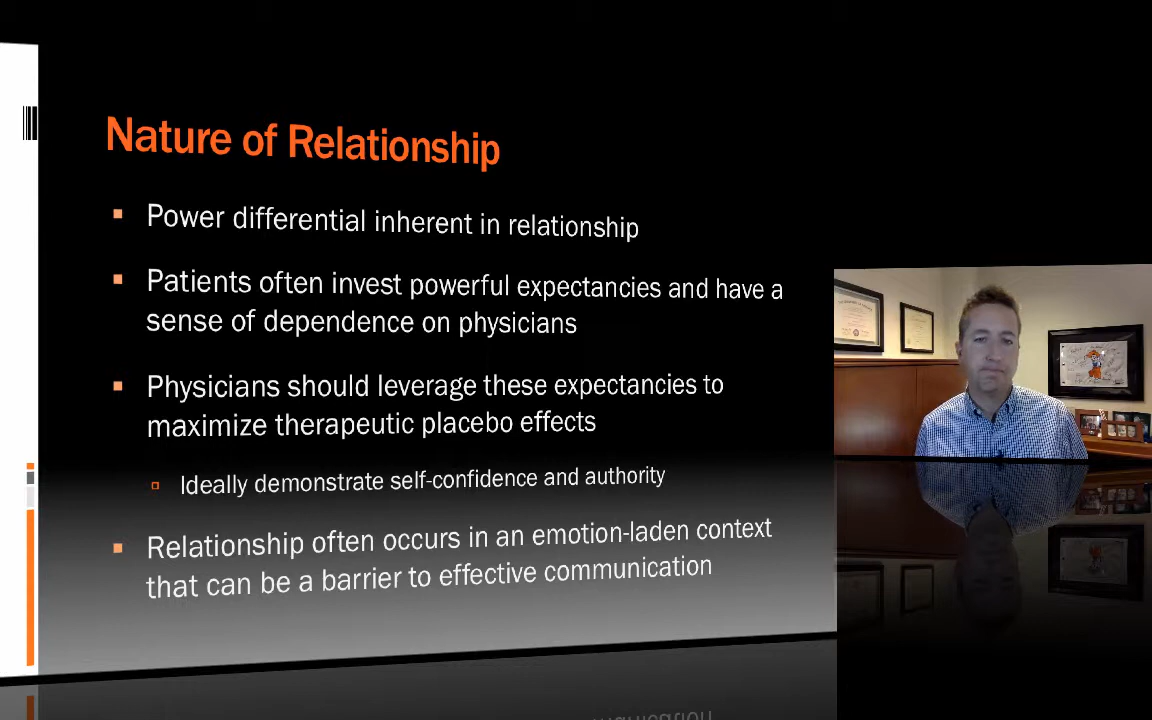 Nature of Relationship
Power differential inherent in relationship
Patients often invest powerful expectancies and have a
sense of dependence on physicians
Physicians should leverage these expectancies to
maximize therapeutic placebo effects
Ideally demonstrate self-confidence and authority
Relationship often occurs in an emotion-laden context
that can be a barrier to effective communication